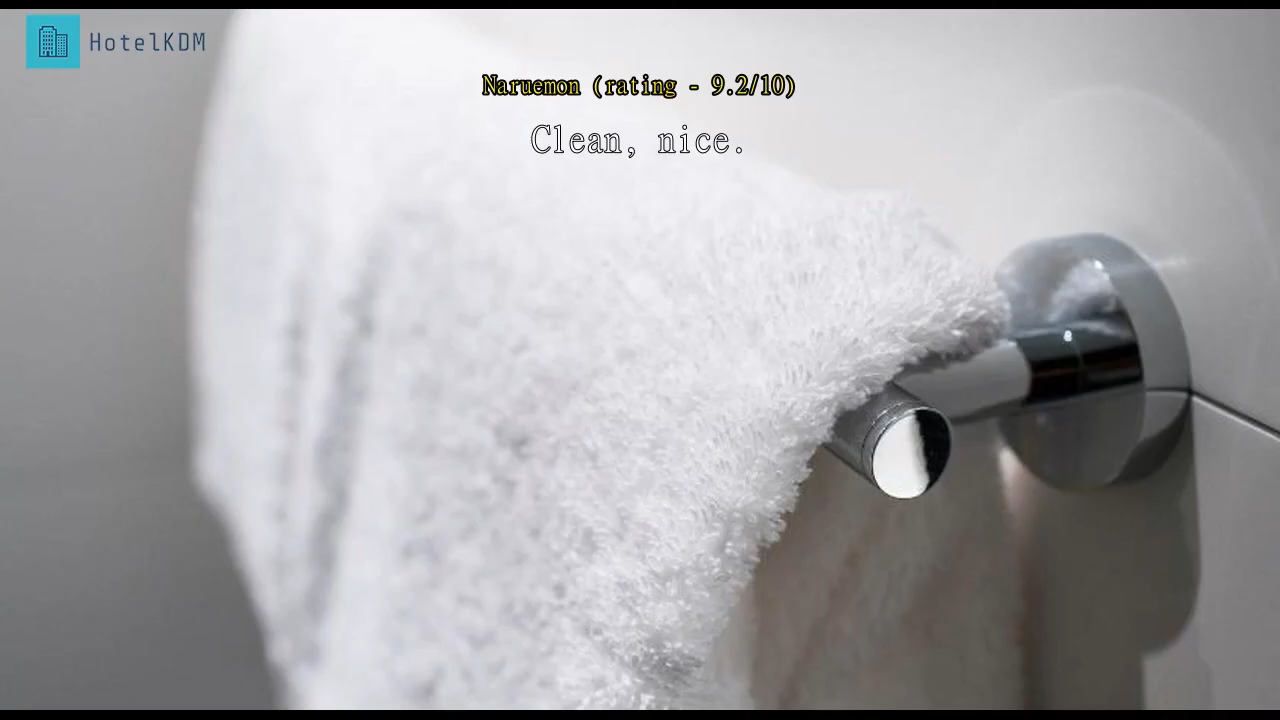 HotelKDM
Naruemon (rating - 9.2/10)
Clean, nice.